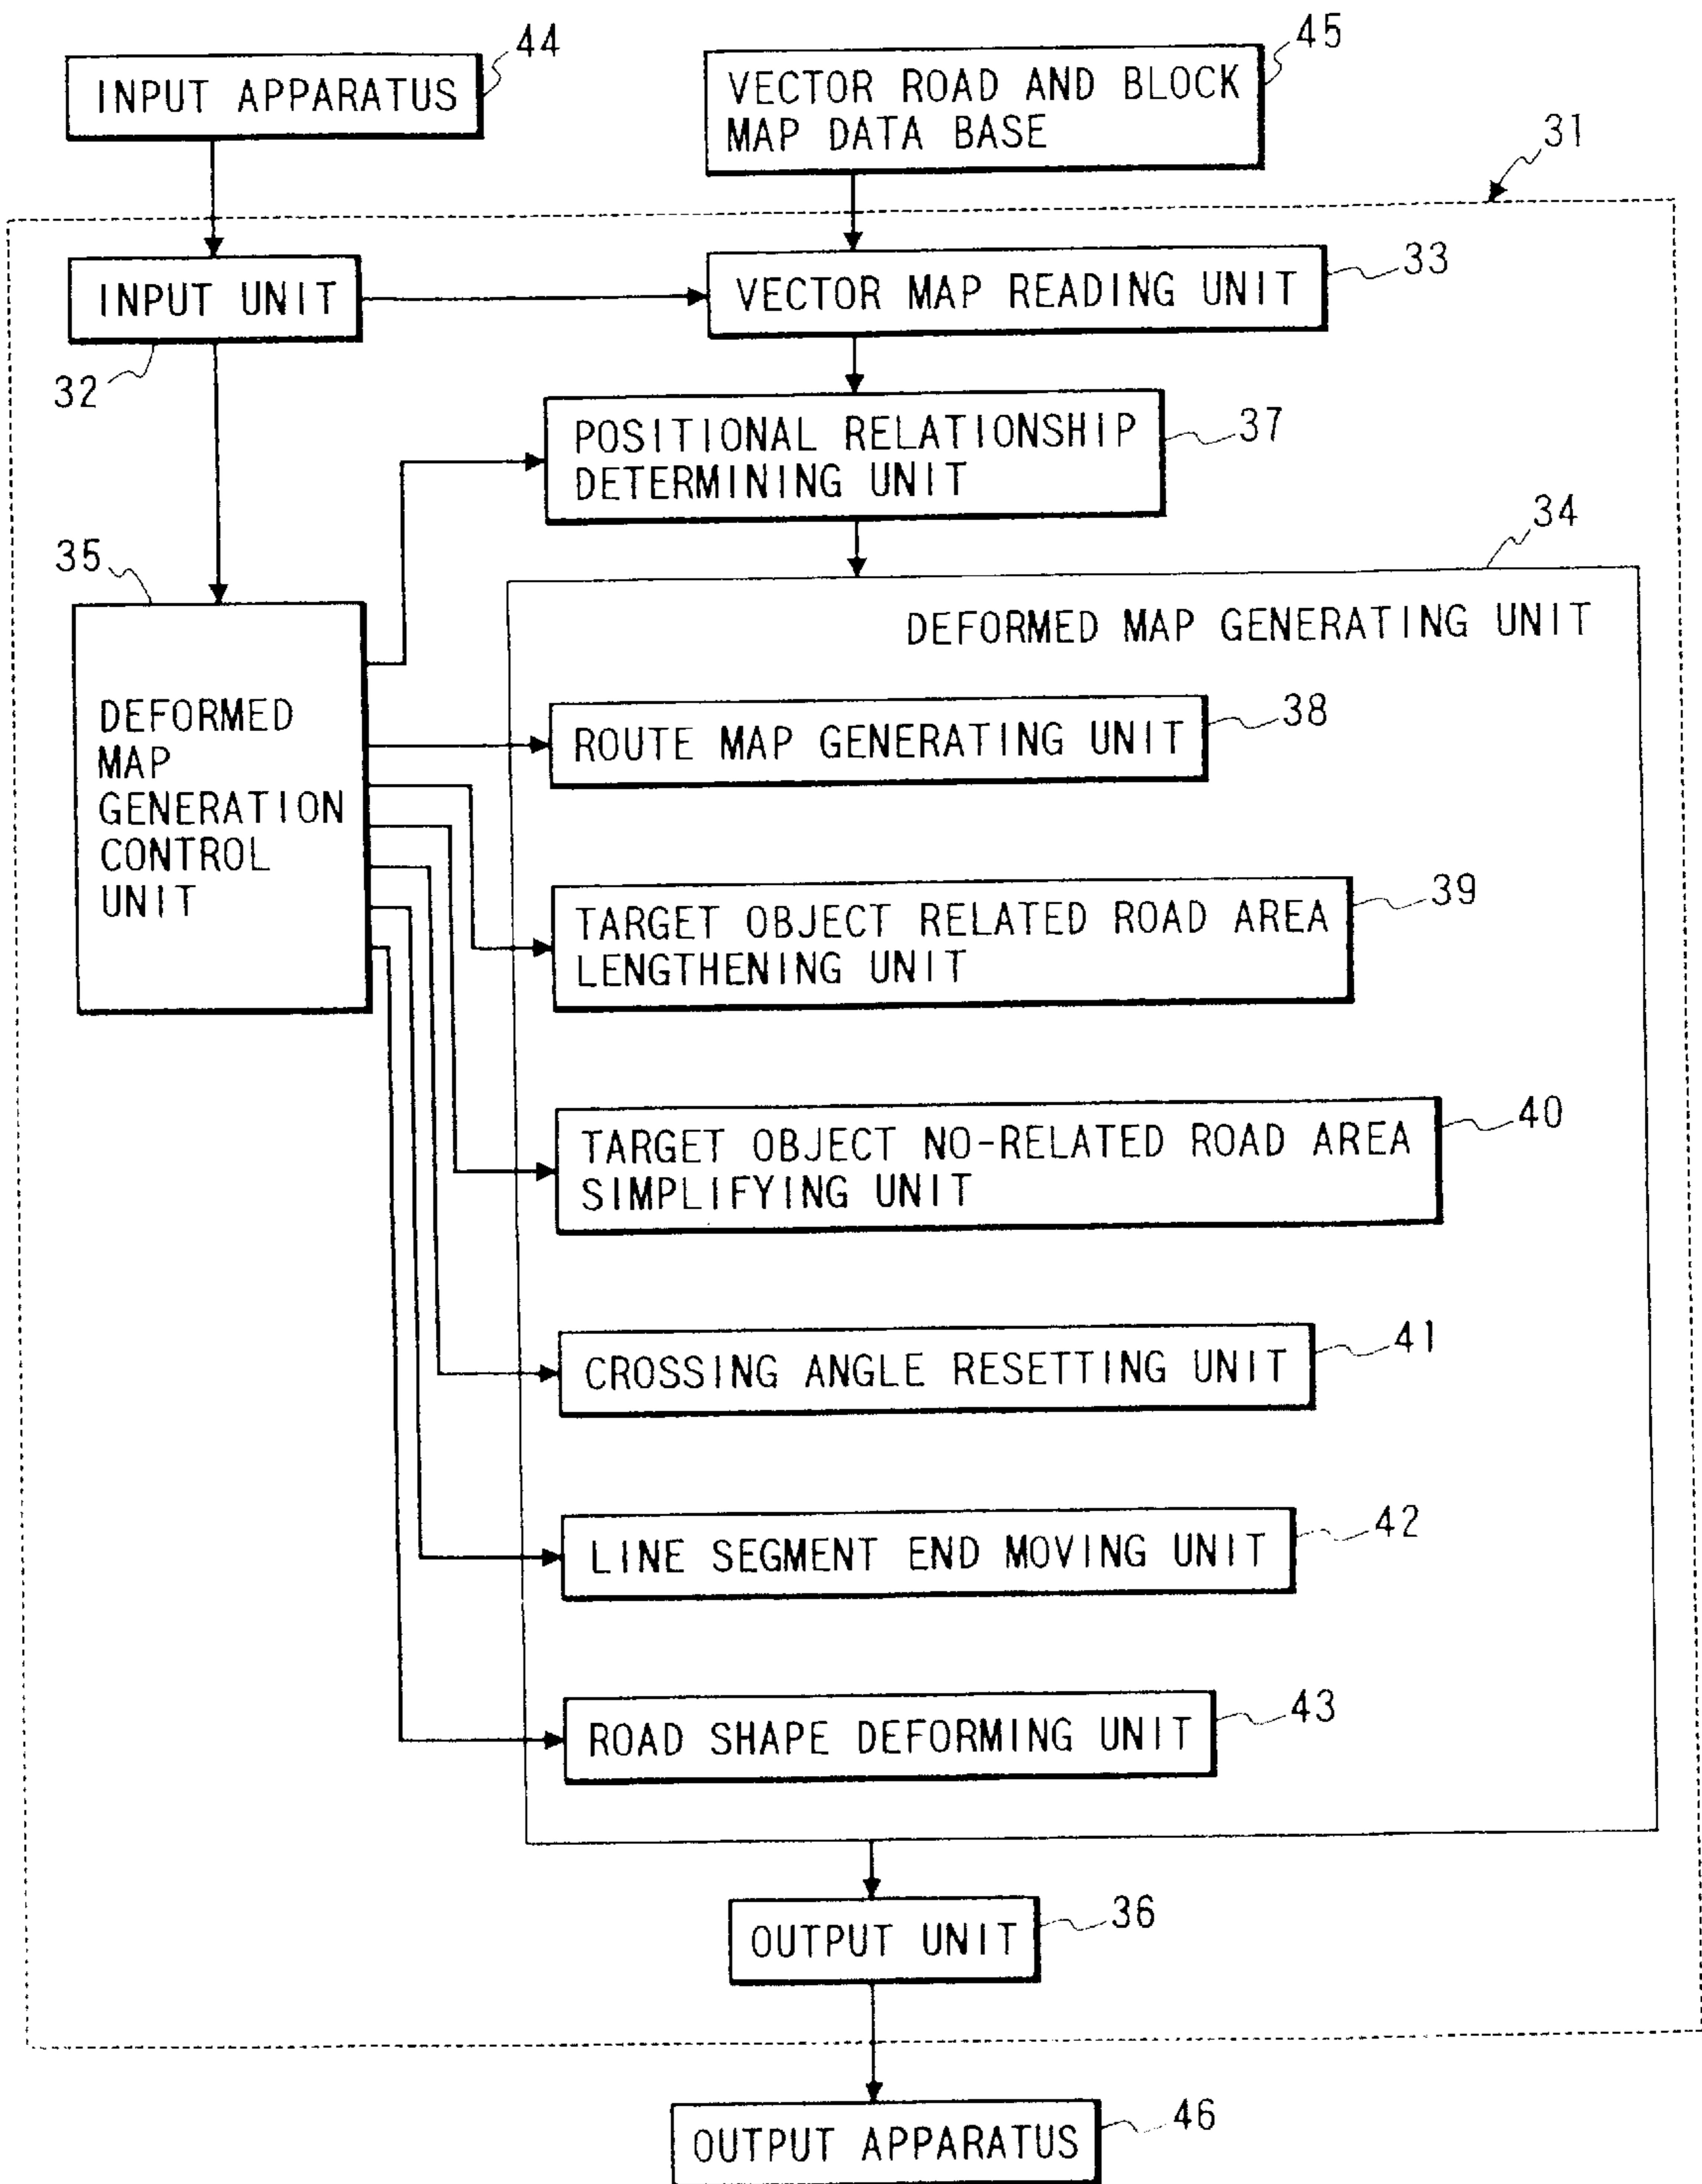 44
INPUT APPARATUS
45
VECTOR ROAD AND BLOCK
MAP DATA BASE
31
INPUT UNIT
32
VECTOR MAP READING UNIT
33
POSITIONAL RELATIONSHIP
DETERMINING UNIT
37
34
35
DEFORMED
MAP
GENERATION
CONTROL
UNIT
DEFORMED MAP GENERATING UNIT
ROUTE MAP GENERATING UNIT
38
TARGET OBJECT RELATED ROAD AREA
LENGTHENING UNIT
39
TARGET OBJECT NO-RELATED ROAD AREA
SIMPLIFYING UNIT
40
CROSSING ANGLE RESETTING UNIT
41
LINE SEGMENT END MOVING UNIT
42
ROAD SHAPE DEFORMING UNIT
43
OUTPUT UNIT
36
OUTPUT APPARATUS
46